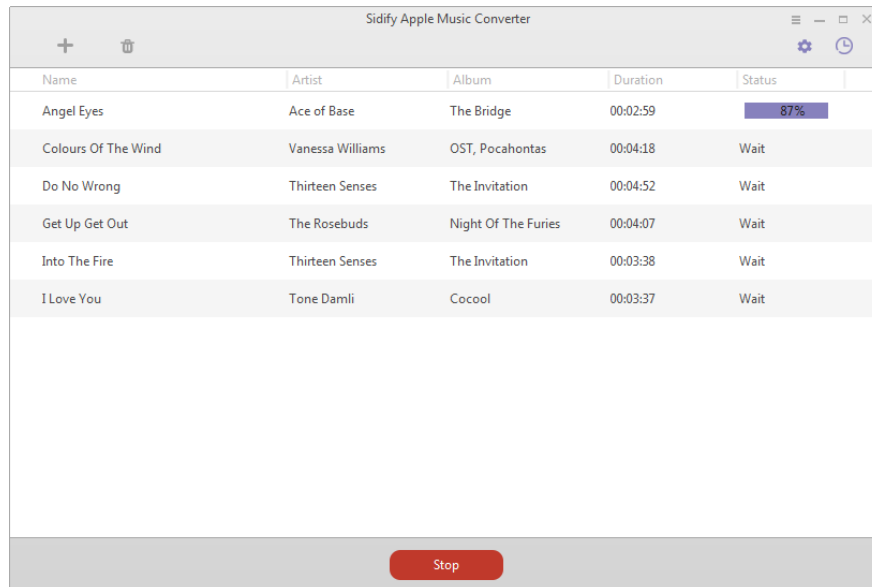 Sidify Apple Music Converter
Name Artist Album Duration Status
Angel Eyes Ace of Base The Bridge 00:02:59 87%
Colours Of The Wind Vanessa Williams OST, Pocahontas 00:04:18 Wait
Do No Wrong Thirteen Senses The Invitation 00:04:52 Wait
Get Up Get Out The Rosebuds Night Of The Furies 00:04:07 Wait
Into The Fire Thirteen Senses The Invitation 00:03:38 Wait
I Love You Tone Damli Cocool 00:03:37 Wait
Stop